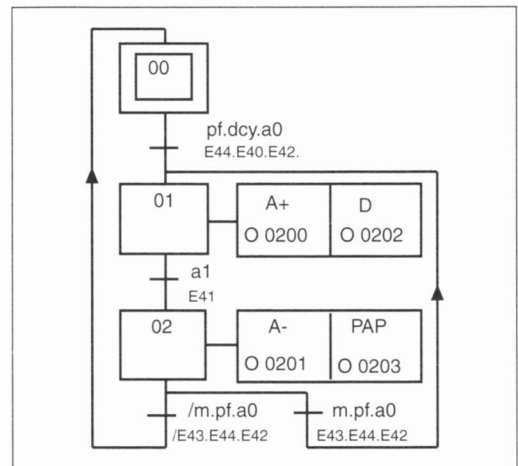 00
pf.dcy.a0
E44.E40.E42.
01
A+ D
O 0200 O 0202
a1
E41
02
A- PAP
O 0201 O 0203
/m.pf.a0 m.pf.a0
/E43.E44.E42 E43.E44.E42